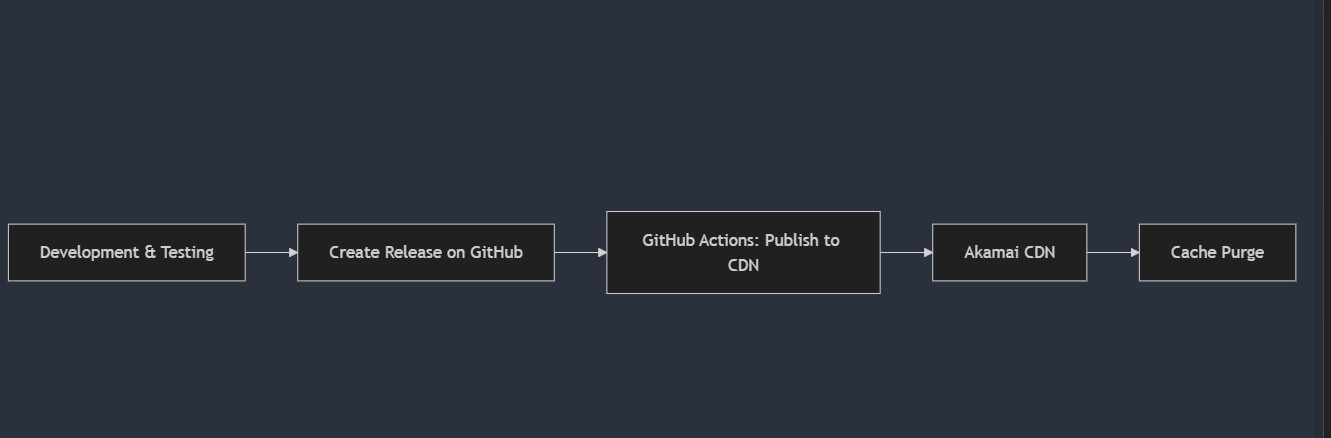 Development & Testing
Create Release on GitHub
GitHub Actions: Publish to
CDN
Akamai CDN
Cache Purge